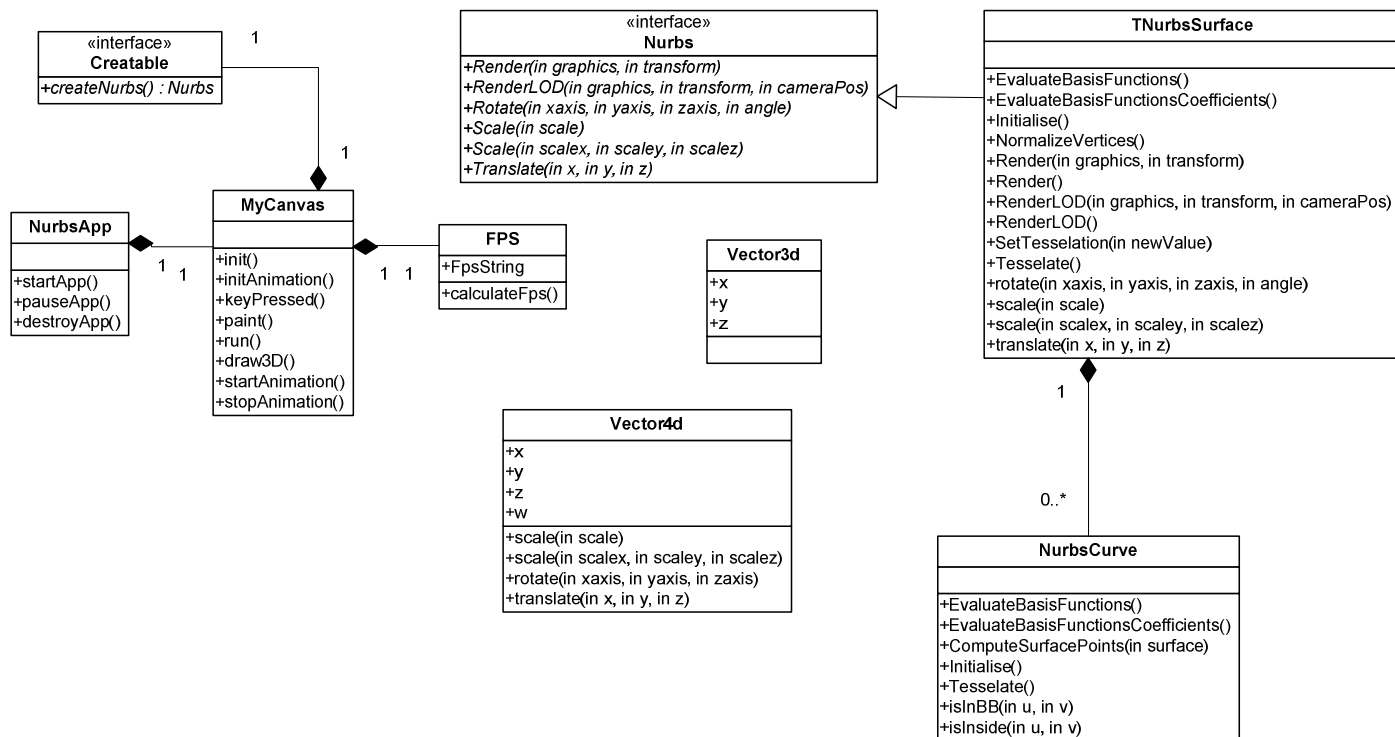 «interface»
Creatable
+createNurbs() : Nurbs
1
1
NurbsApp
+startApp()
+pauseApp()
+destroyApp()
1
1
MyCanvas
+init()
+initAnimation()
+keyPressed()
+paint()
+run()
+draw3D()
+startAnimation()
+stopAnimation()
1
1
FPS
+FpsString
+calculateFps()
«interface»
Nurbs
+Render(in graphics, in transform)
+RenderLOD(in graphics, in transform, in cameraPos)
+Rotate(in xaxis, in yaxis, in zaxis, in angle)
+Scale(in scale)
+Scale(in scalex, in scaley, in scalez)
+Translate(in x, in y, in z)
Vector3d
+x
+y
+z
Vector4d
+x
+y
+z
+w
+scale(in scale)
+scale(in scalex, in scaley, in scalez)
+rotate(in xaxis, in yaxis, in zaxis)
+translate(in x, in y, in z)
TNurbsSurface
+EvaluateBasisFunctions()
+EvaluateBasisFunctionsCoefficients()
+Initialise()
+NormalizeVertices()
+Render(in graphics, in transform)
+Render()
+RenderLOD(in graphics, in transform, in cameraPos)
+RenderLOD()
+SetTesselation(in newValue)
+Tesselate()
+rotate(in xaxis, in yaxis, in zaxis, in angle)
+scale(in scale)
+scale(in scalex, in scaley, in scalez)
+translate(in x, in y, in z)
1
0..*
NurbsCurve
+EvaluateBasisFunctions()
+EvaluateBasisFunctionsCoefficients()
+ComputeSurfacePoints(in surface)
+Initialise()
+Tesselate()
+isInBB(in u, in v)
+isInside(in u, in v)